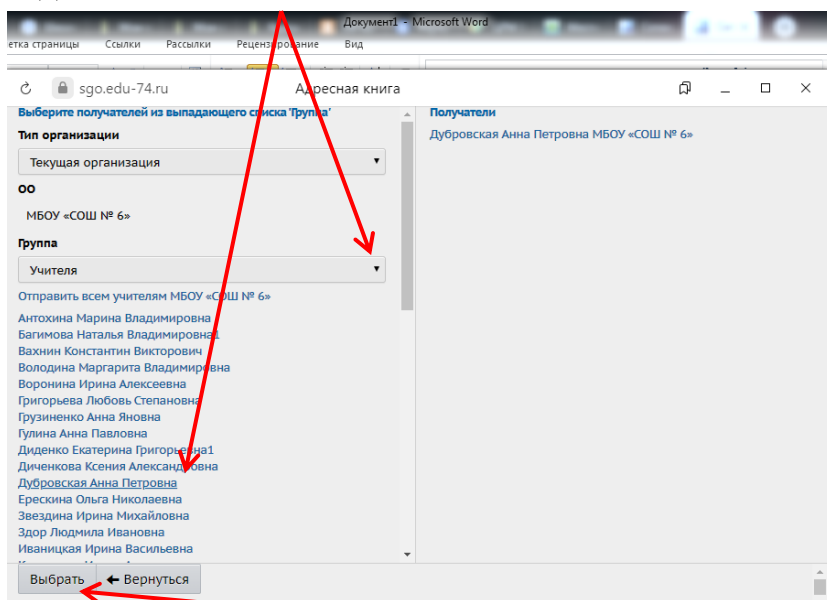 Документ1 - Microsoft Word
етка страницы Ссылки Рассылки Рецензирование Вид
sgo.edu-74.ru Адресная книга
Выберите получателей из выпадающего списка 'Группа'
Тип организации
Текущая организация
ОО
МБОУ «СОШ № 6»
Группа
Учителя
Отправить всем учителям МБОУ «СОШ № 6»
Антохина Марина Владимировна
Багимова Наталья Владимировна1
Вахнин Константин Викторович
Володина Маргарита Владимировна
Воронина Ирина Алексеевна
Григорьева Любовь Степановна
Грузиненко Анна Яновна
Гулина Анна Павловна
Диденко Екатерина Григорьевна1
Диченкова Ксения Александровна
Дубровская Анна Петровна
Ерескина Ольга Николаевна
Звездина Ирина Михайловна
Здор Людмила Ивановна
Иваницкая Ирина Васильевна
Выбрать Вернуться
Получатели
Дубровская Анна Петровна МБОУ «СОШ № 6»